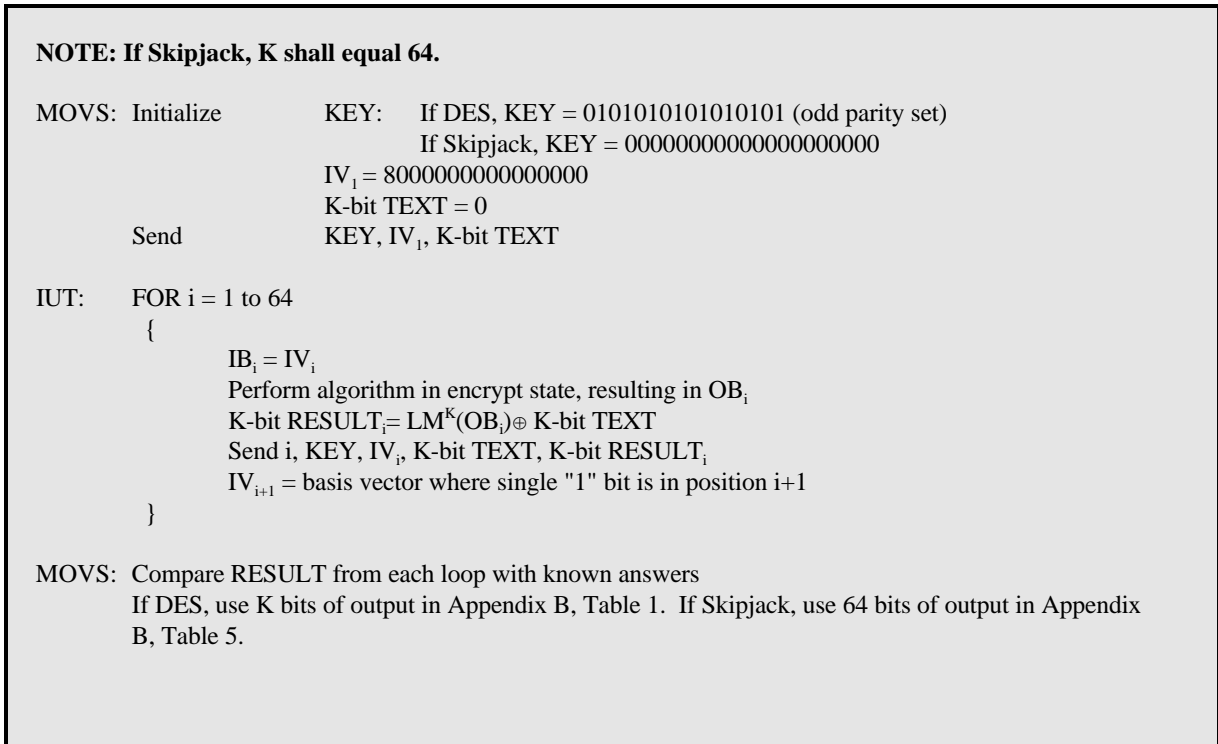 NOTE: If Skipjack, K shall equal 64.
MOVS: Initialize KEY: If DES, KEY = 0101010101010101 (odd parity set)
If Skipjack, KEY = 00000000000000000000
IV₁ = 8000000000000000
K-bit TEXT = 0
Send KEY, IV₁, K-bit TEXT
IUT: FOR i = 1 to 64
{
IBᵢ = IVᵢ
Perform algorithm in encrypt state, resulting in OBᵢ
K-bit RESULTᵢ= LMᴷ(OBᵢ)⊕ K-bit TEXT
Send i, KEY, IVᵢ, K-bit TEXT, K-bit RESULTᵢ
IVᵢ₊₁ = basis vector where single "1" bit is in position i+1
}
MOVS: Compare RESULT from each loop with known answers
If DES, use K bits of output in Appendix B, Table 1. If Skipjack, use 64 bits of output in Appendix
B, Table 5.